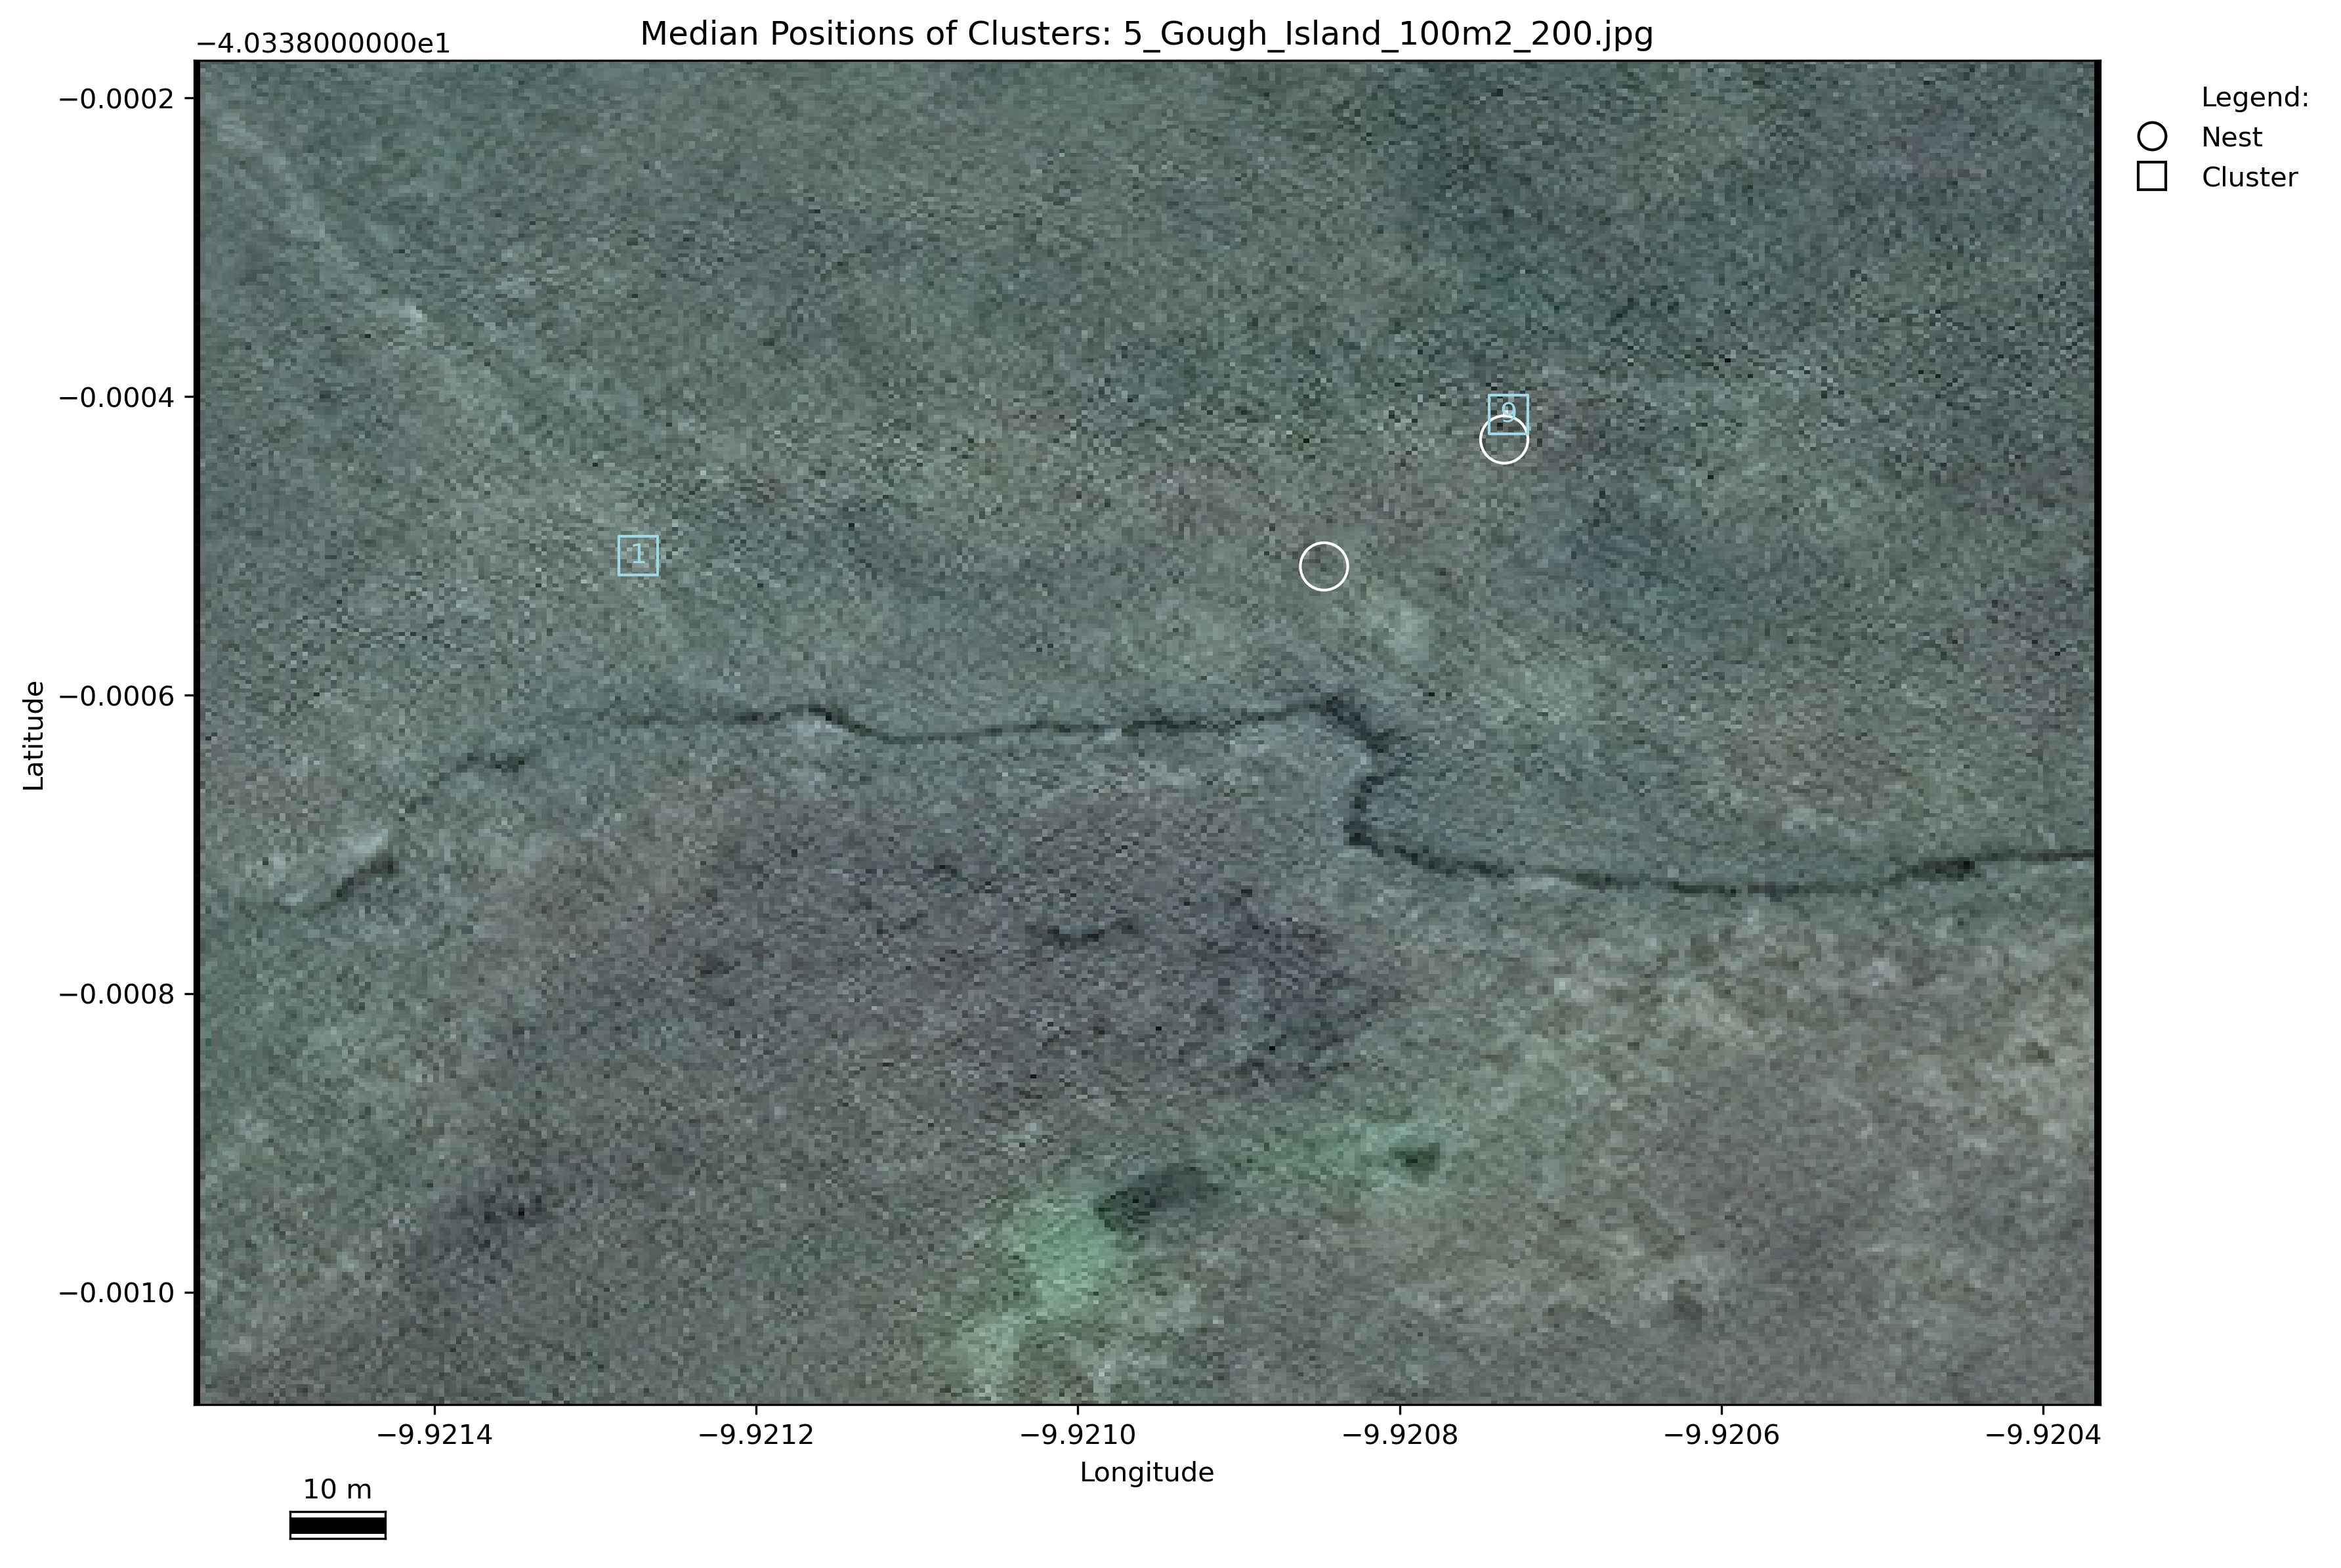 Median Positions of Clusters: 5_Gough_Island_100m2_200.jpg
−4.0338000000e1
Legend:
Nest
Cluster
−0.0002
−0.0004
−0.0006
−0.0008
−0.0010
Latitude
9
1
−9.9214
−9.9212
−9.9210
−9.9208
−9.9206
−9.9204
Longitude
10 m